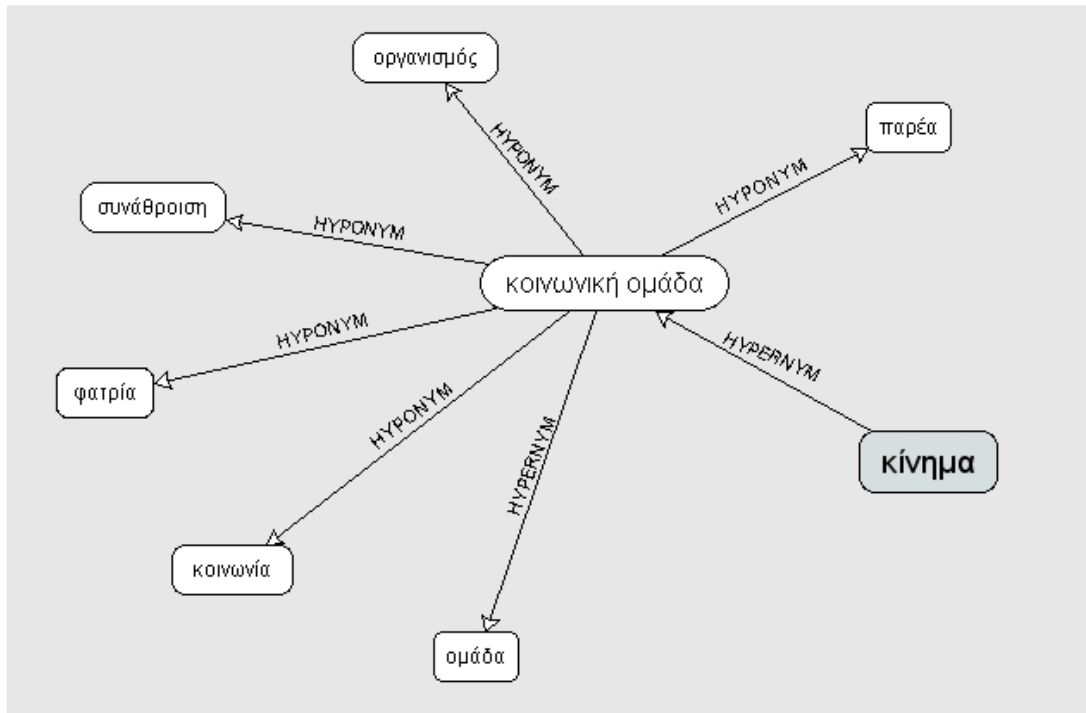 οργανισμός
παρέα
HYPONYM
HYPONYM
συνάθροιση
HYPONYM
κοινωνική ομάδα
HYPONYM
HYPERNYM
φατρία
HYPONYM
HYPERNYM
κίνημα
κοινωνία
ομάδα